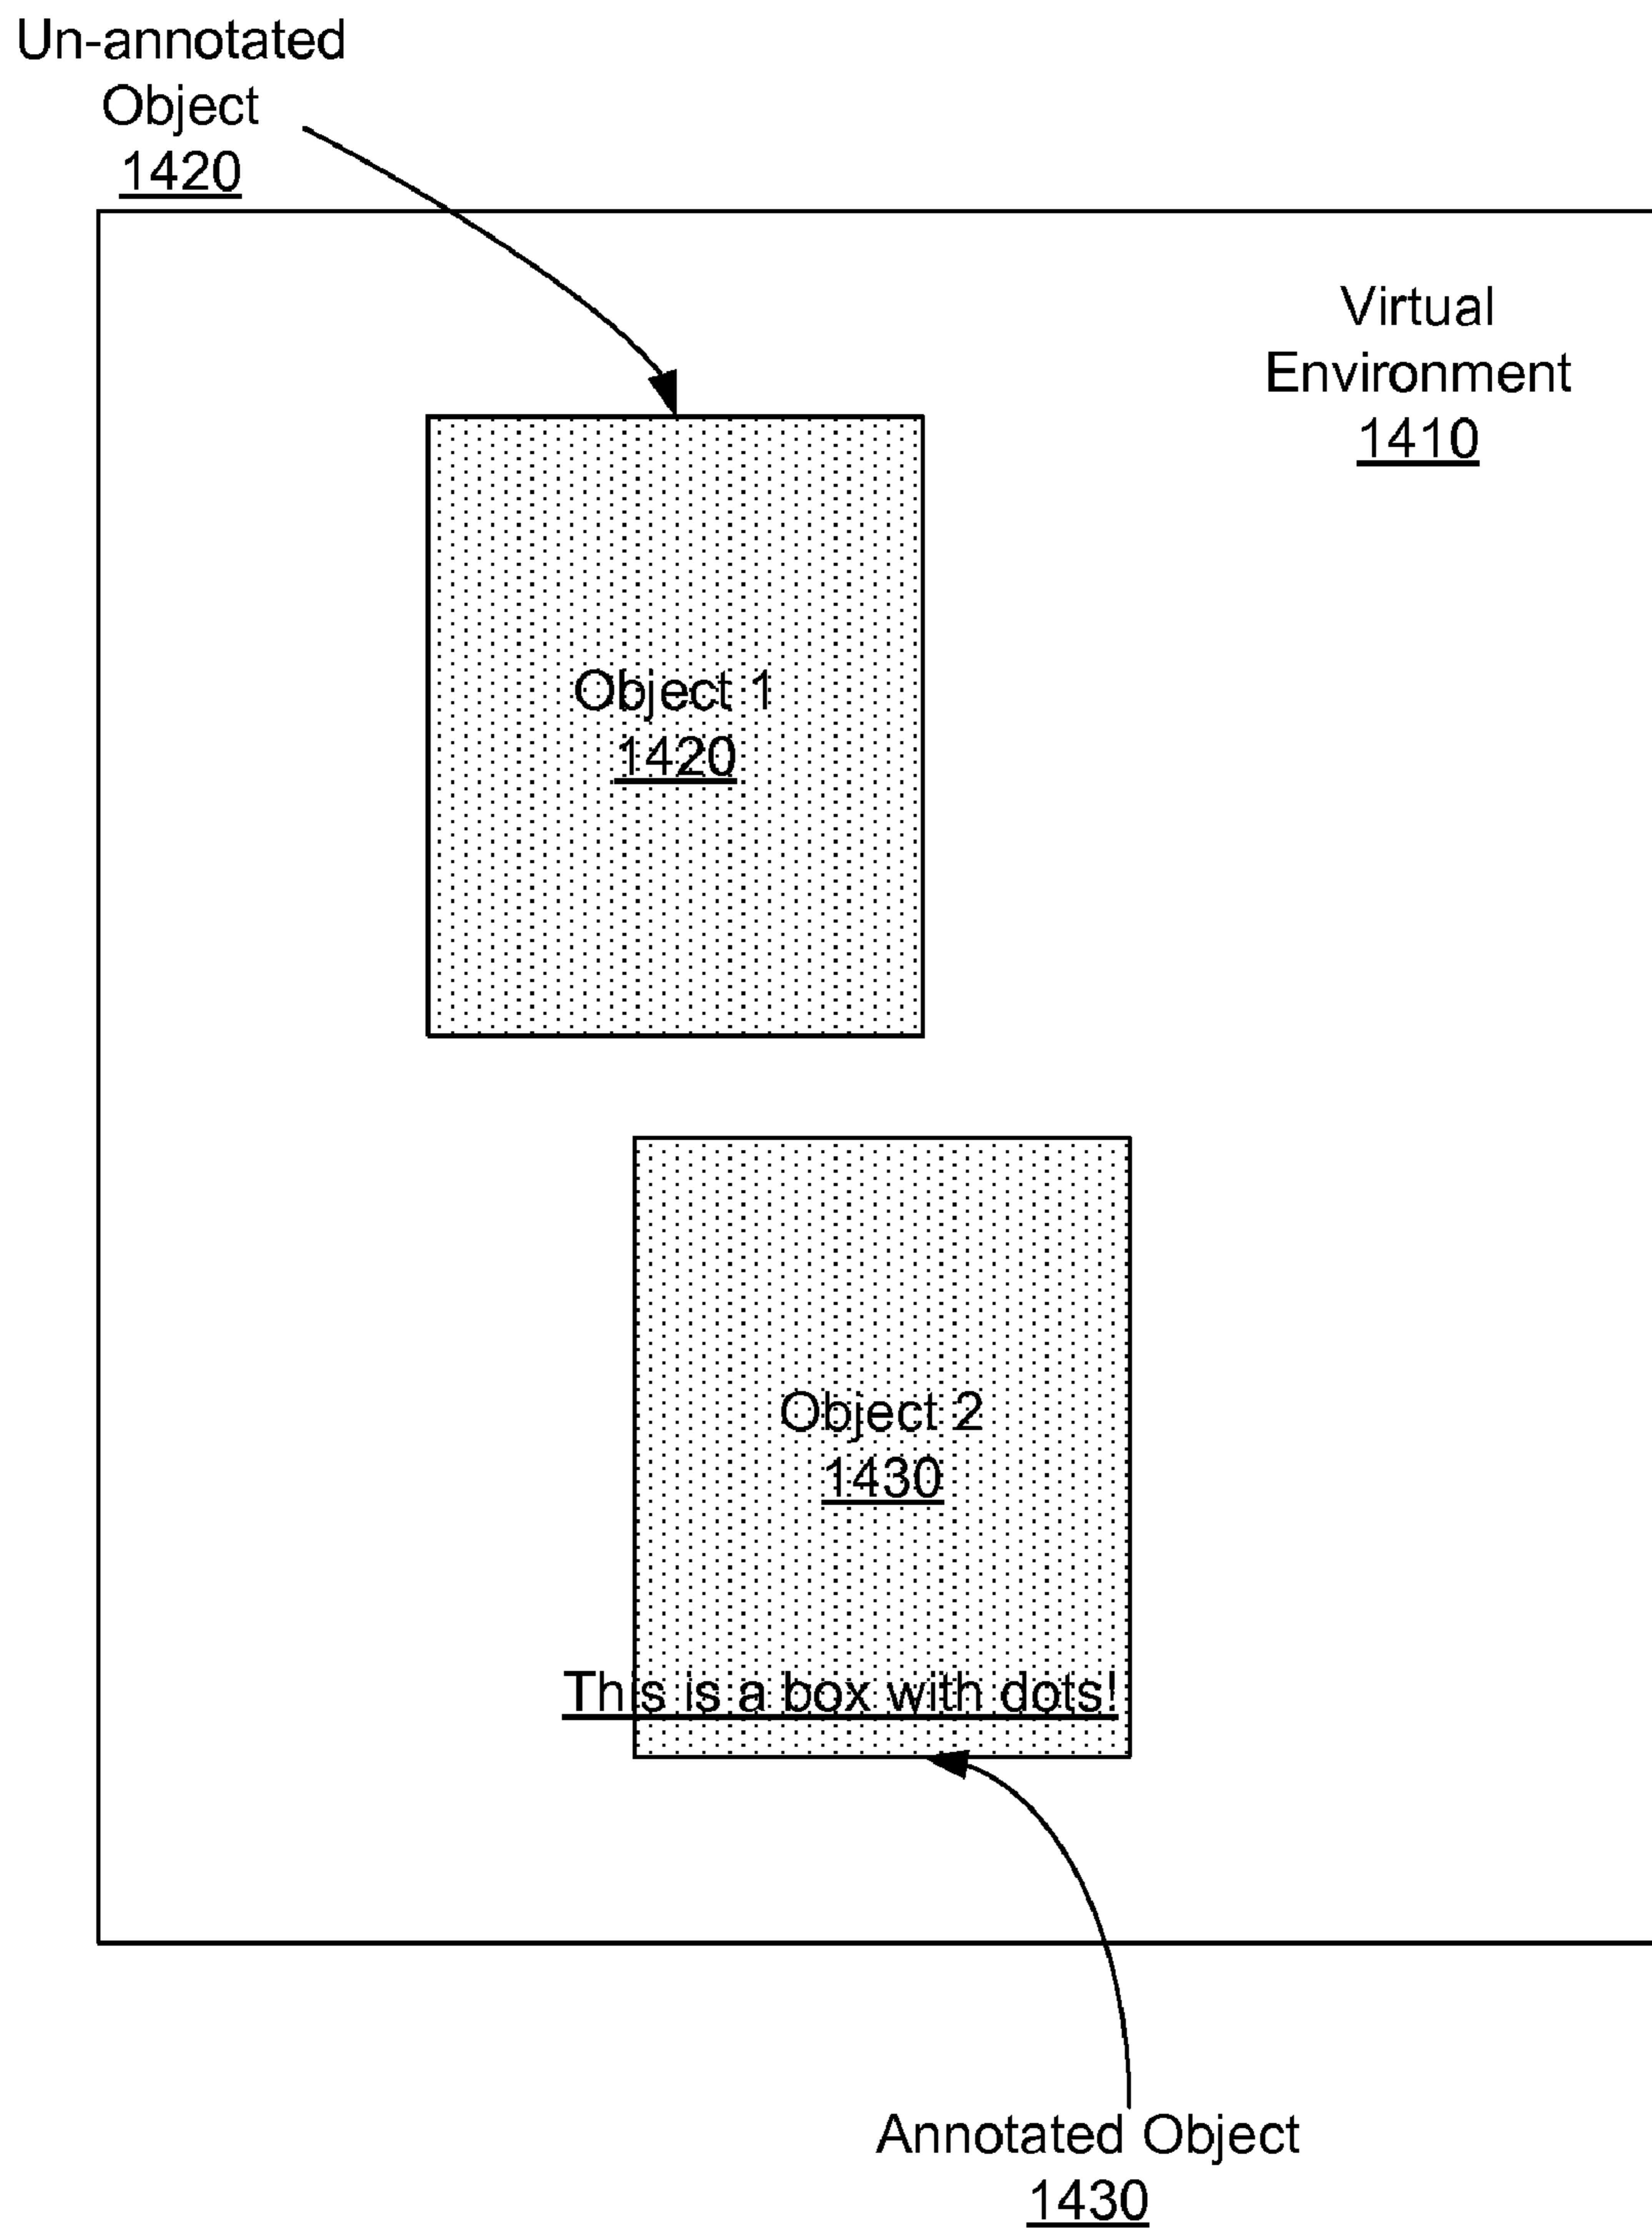 Un-annotated
Object
1420
Virtual
Environment
1410
Object 1
1420
Object 2
1430
This is a box with dots!
Annotated Object
1430